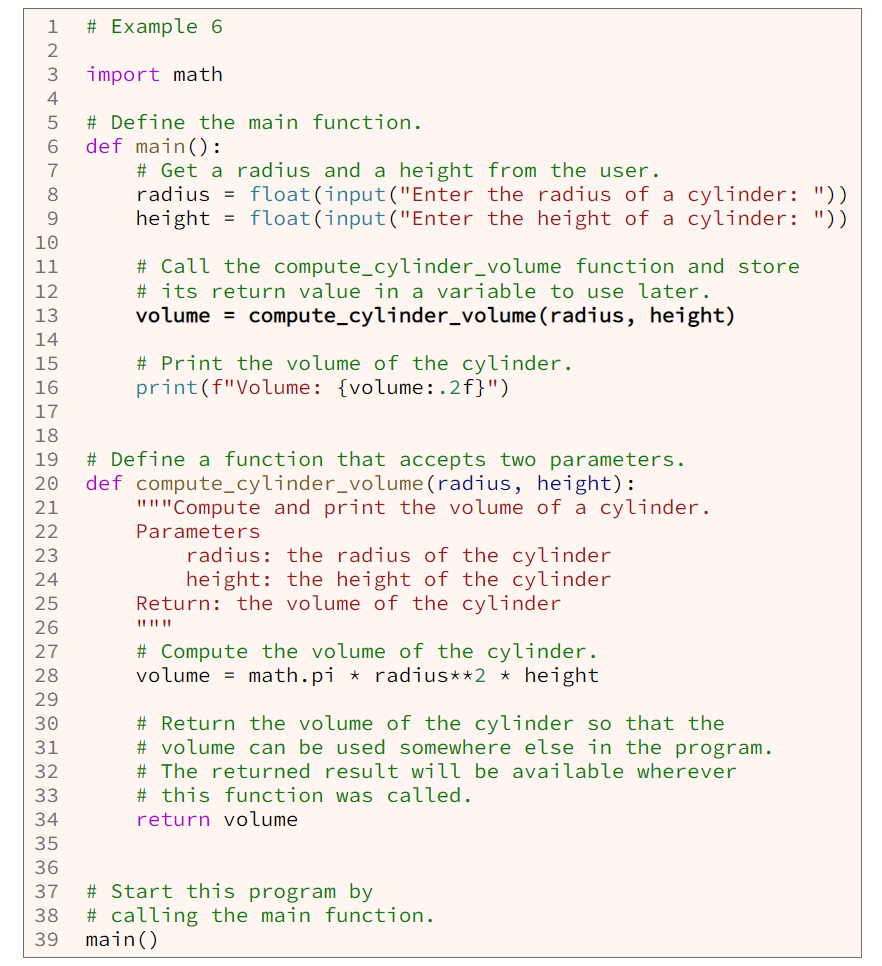 1 # Example 6
2
3 import math
4
5 # Define the main function.
6 def main():
7     # Get a radius and a height from the user.
8     radius = float(input("Enter the radius of a cylinder: "))
9     height = float(input("Enter the height of a cylinder: "))
10
11     # Call the compute_cylinder_volume function and store
12     # its return value in a variable to use later.
13     volume = compute_cylinder_volume(radius, height)
14
15     # Print the volume of the cylinder.
16     print(f"Volume: {volume:.2f}")
17
18
19 # Define a function that accepts two parameters.
20 def compute_cylinder_volume(radius, height):
21     """Compute and print the volume of a cylinder.
22     Parameters
23         radius: the radius of the cylinder
24         height: the height of the cylinder
25     Return: the volume of the cylinder
26     """
27     # Compute the volume of the cylinder.
28     volume = math.pi * radius**2 * height
29
30     # Return the volume of the cylinder so that the
31     # volume can be used somewhere else in the program.
32     # The returned result will be available wherever
33     # this function was called.
34     return volume
35
36
37 # Start this program by
38 # calling the main function.
39 main()